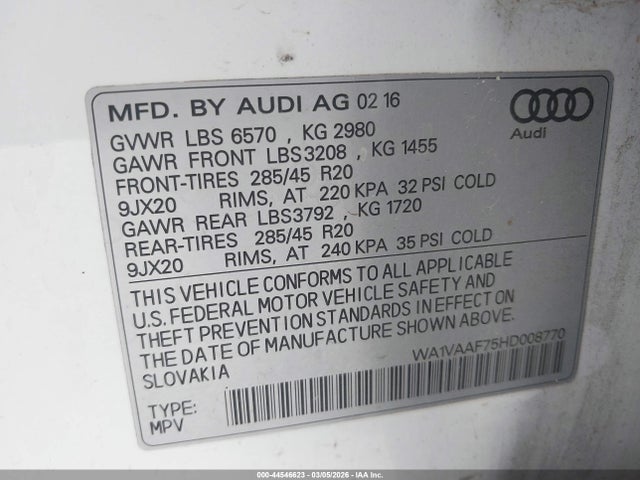 MFD. BY AUDI AG 02 16
Audi
GVWR LBS 6570 , KG 2980
GAWR FRONT LBS3208 , KG 1455
FRONT-TIRES 285/45 R20
9JX20 RIMS, AT 220 KPA 32 PSI COLD
GAWR REAR LBS3792 , KG 1720
REAR-TIRES 285/45 R20
9JX20 RIMS, AT 240 KPA 35 PSI COLD
THIS VEHICLE CONFORMS TO ALL APPLICABLE
U.S. FEDERAL MOTOR VEHICLE SAFETY AND
THEFT PREVENTION STANDARDS IN EFFECT ON
THE DATE OF MANUFACTURE SHOWN ABOVE.
SLOVAKIA
WA1VAAF75HD008770
TYPE:
MPV
000-44546623 - 03/05/2026 - IAA Inc.